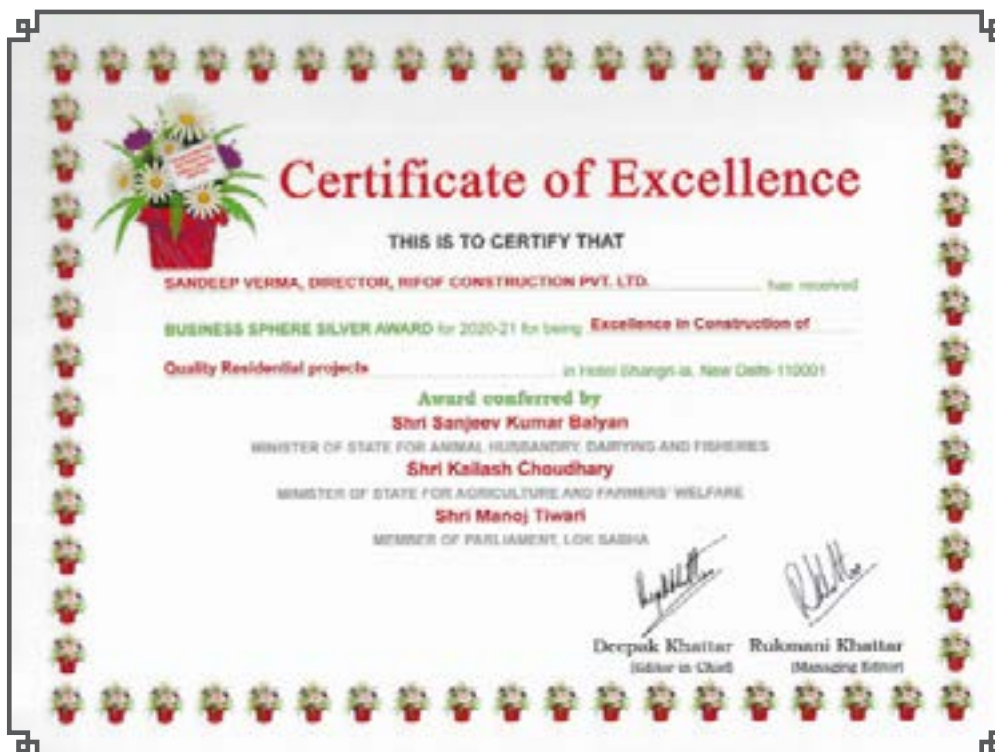 Certificate of Excellence
THIS IS TO CERTIFY THAT
SANDEEP VERMA, DIRECTOR, RIFOF CONSTRUCTION PVT. LTD. has received
BUSINESS SPHERE SILVER AWARD for 2020-21 for being Excellence in Construction of
Quality Residential projects in Hotel Shangri-la, New Delhi-110001
Award conferred by
Shri Sanjeev Kumar Balyan
MINISTER OF STATE FOR ANIMAL HUSBANDRY, DAIRYING AND FISHERIES
Shri Kailash Choudhary
MINISTER OF STATE FOR AGRICULTURE AND FARMERS' WELFARE
Shri Manoj Tiwari
MEMBER OF PARLIAMENT, LOK SABHA
Deepak Khattar Rukmani Khattar
(Editor in Chief) (Managing Editor)